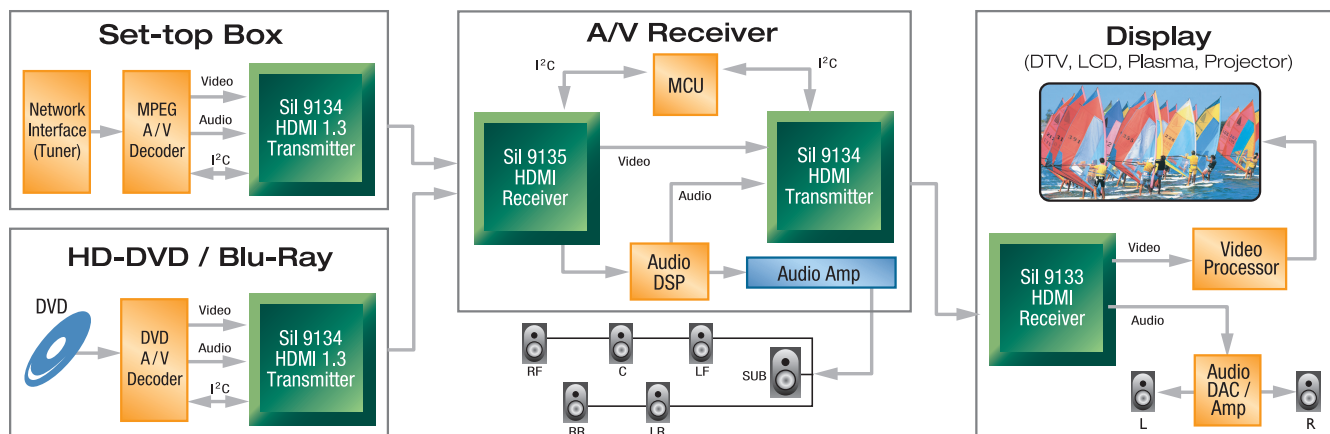 Set-top Box
Network
Interface
(Tuner)
MPEG
A / V
Decoder
Video
Audio
I²C
Sil 9134
HDMI 1.3
Transmitter
HD-DVD / Blu-Ray
DVD
DVD
A / V
Decoder
Video
Audio
I²C
Sil 9134
HDMI 1.3
Transmitter
A/V Receiver
I²C
MCU
I²C
Sil 9135
HDMI
Receiver
Video
Audio
Sil 9134
HDMI
Transmitter
Audio
DSP
Audio Amp
RF
C
LF
SUB
RR
LR
Display
(DTV, LCD, Plasma, Projector)
Sil 9133
HDMI
Receiver
Video
Audio
Video
Processor
Audio
DAC /
Amp
L
R